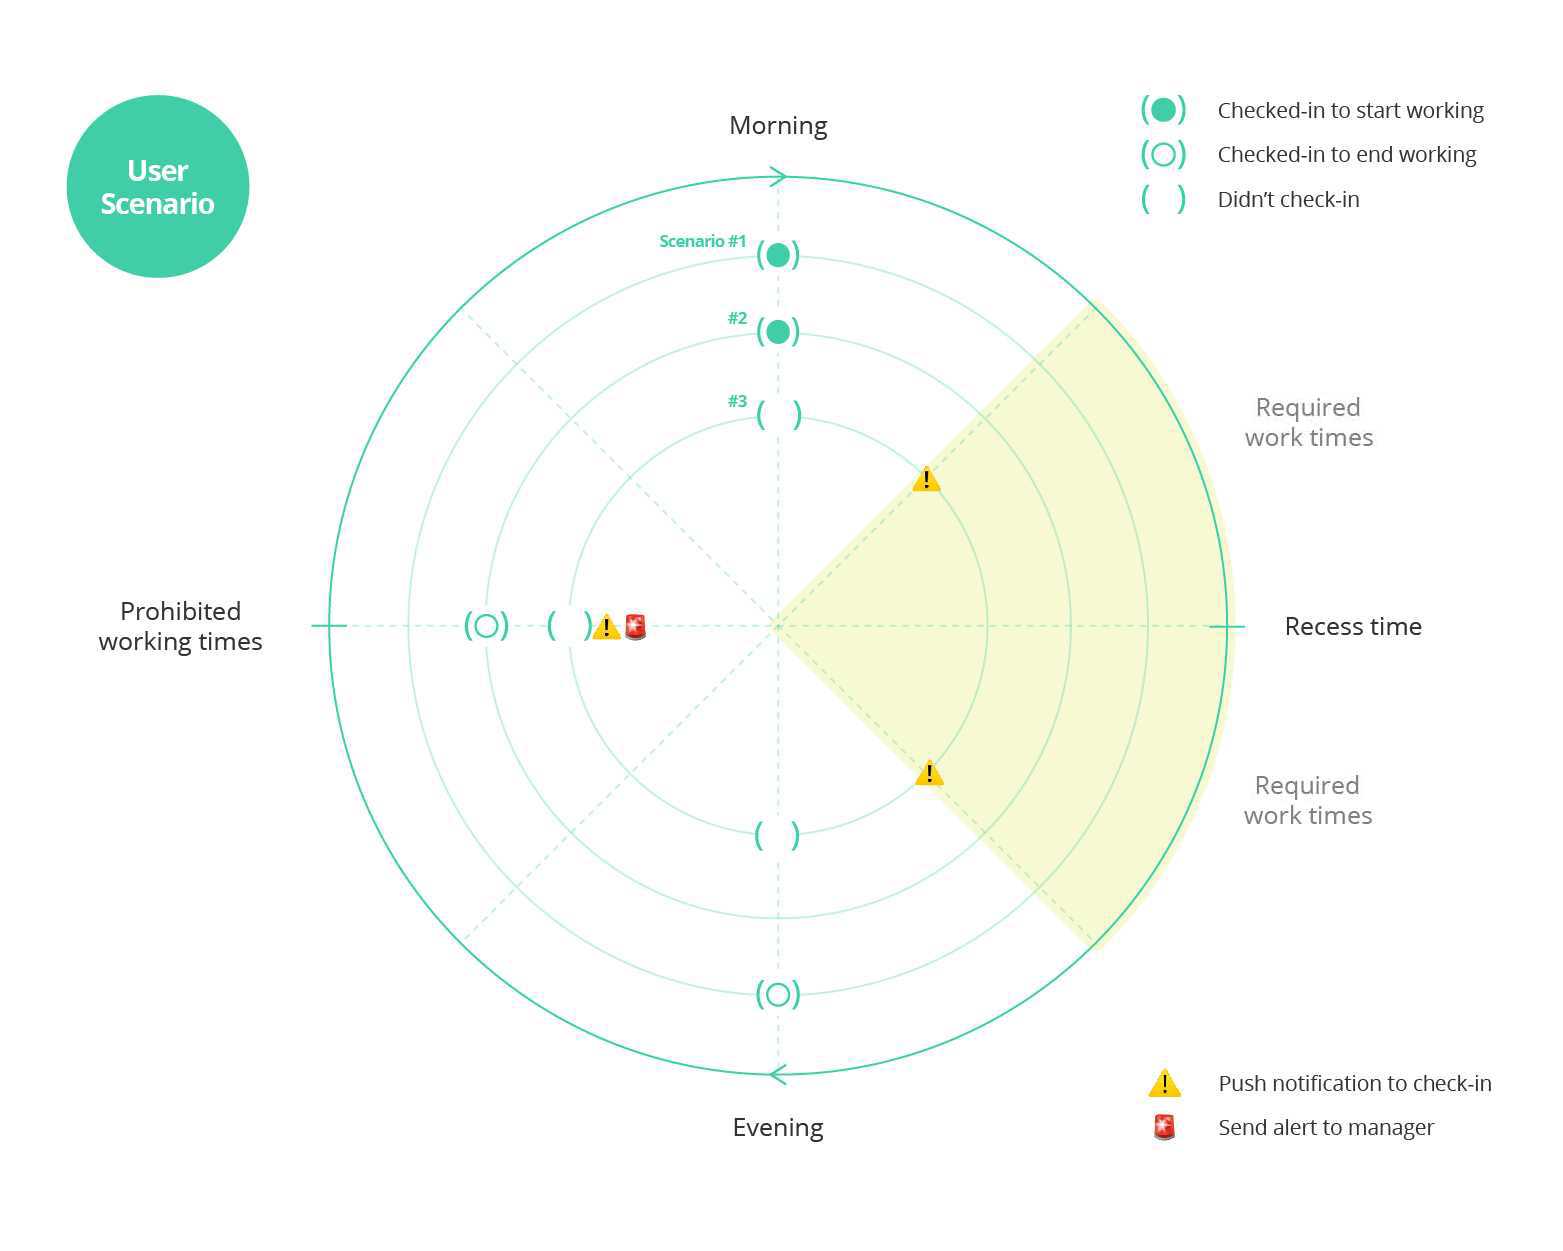 User
Scenario
Morning
Checked-in to start working
Checked-in to end working
Didn’t check-in
Scenario #1
#2
#3
Required
work times
Prohibited
working times
Recess time
Required
work times
Evening
Push notification to check-in
Send alert to manager